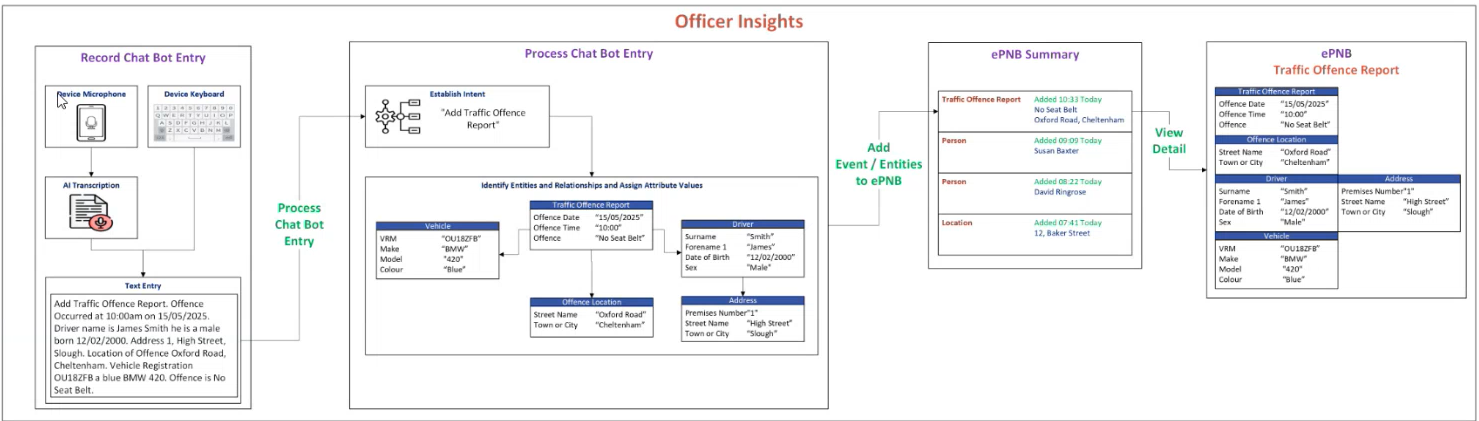 Officer Insights
Record Chat Bot Entry
Device Microphone
Device Keyboard
1 2 3 4 5 6 7 8 9 0
Q W E R T Y U I O P
A S D F G H J K L
Z X C V B N M
AI Transcription
Text Entry
Add Traffic Offence Report. Offence
Occurred at 10:00am on 15/05/2025.
Driver name is James Smith he is a male
born 12/02/2000. Address 1, High Street,
Slough. Location of Offence Oxford Road,
Cheltenham. Vehicle Registration
OU18ZFB a blue BMW 420. Offence is No
Seat Belt.
Process
Chat Bot
Entry
Process Chat Bot Entry
Establish Intent
"Add Traffic Offence
Report"
Identify Entities and Relationships and Assign Attribute Values
Traffic Offence Report
Offence Date "15/05/2025"
Offence Time "10:00"
Offence "No Seat Belt"
Vehicle
VRM "OU18ZFB"
Make "BMW"
Model "420"
Colour "Blue"
Driver
Surname "Smith"
Forename 1 "James"
Date of Birth "12/02/2000"
Sex "Male"
Offence Location
Street Name "Oxford Road"
Town or City "Cheltenham"
Address
Premises Number"1"
Street Name "High Street"
Town or City "Slough"
Add
Event / Entities
to ePNB
ePNB Summary
Traffic Offence Report Added 10:33 Today
No Seat Belt
Oxford Road, Cheltenham
Person Added 09:09 Today
Susan Baxter
Person Added 08:22 Today
David Ringrose
Location Added 07:41 Today
12, Baker Street
View
Detail
ePNB
Traffic Offence Report
Traffic Offence Report
Offence Date "15/05/2025"
Offence Time "10:00"
Offence "No Seat Belt"
Offence Location
Street Name "Oxford Road"
Town or City "Cheltenham"
Driver
Surname "Smith"
Forename 1 "James"
Date of Birth "12/02/2000"
Sex "Male"
Address
Premises Number"1"
Street Name "High Street"
Town or City "Slough"
Vehicle
VRM "OU18ZFB"
Make "BMW"
Model "420"
Colour "Blue"